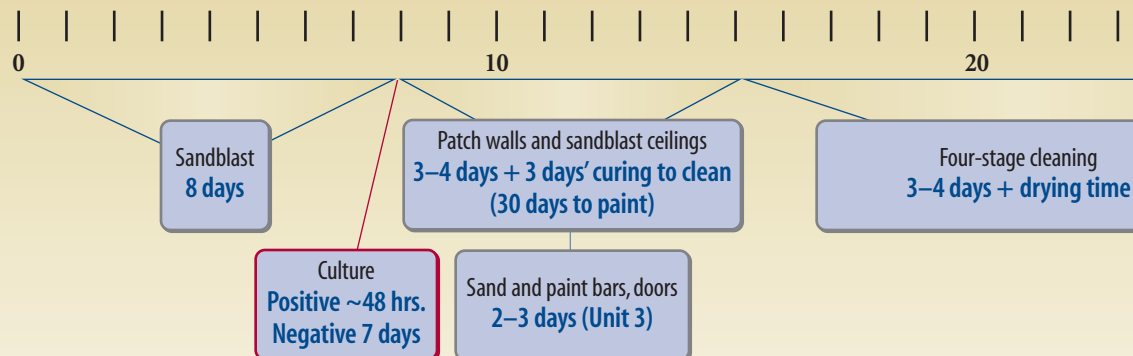 0
10
20
Sandblast
8 days
Patch walls and sandblast ceilings
3–4 days + 3 days’ curing to clean
(30 days to paint)
Four-stage cleaning
3–4 days + drying time
Culture
Positive ~48 hrs.
Negative 7 days
Sand and paint bars, doors
2–3 days (Unit 3)